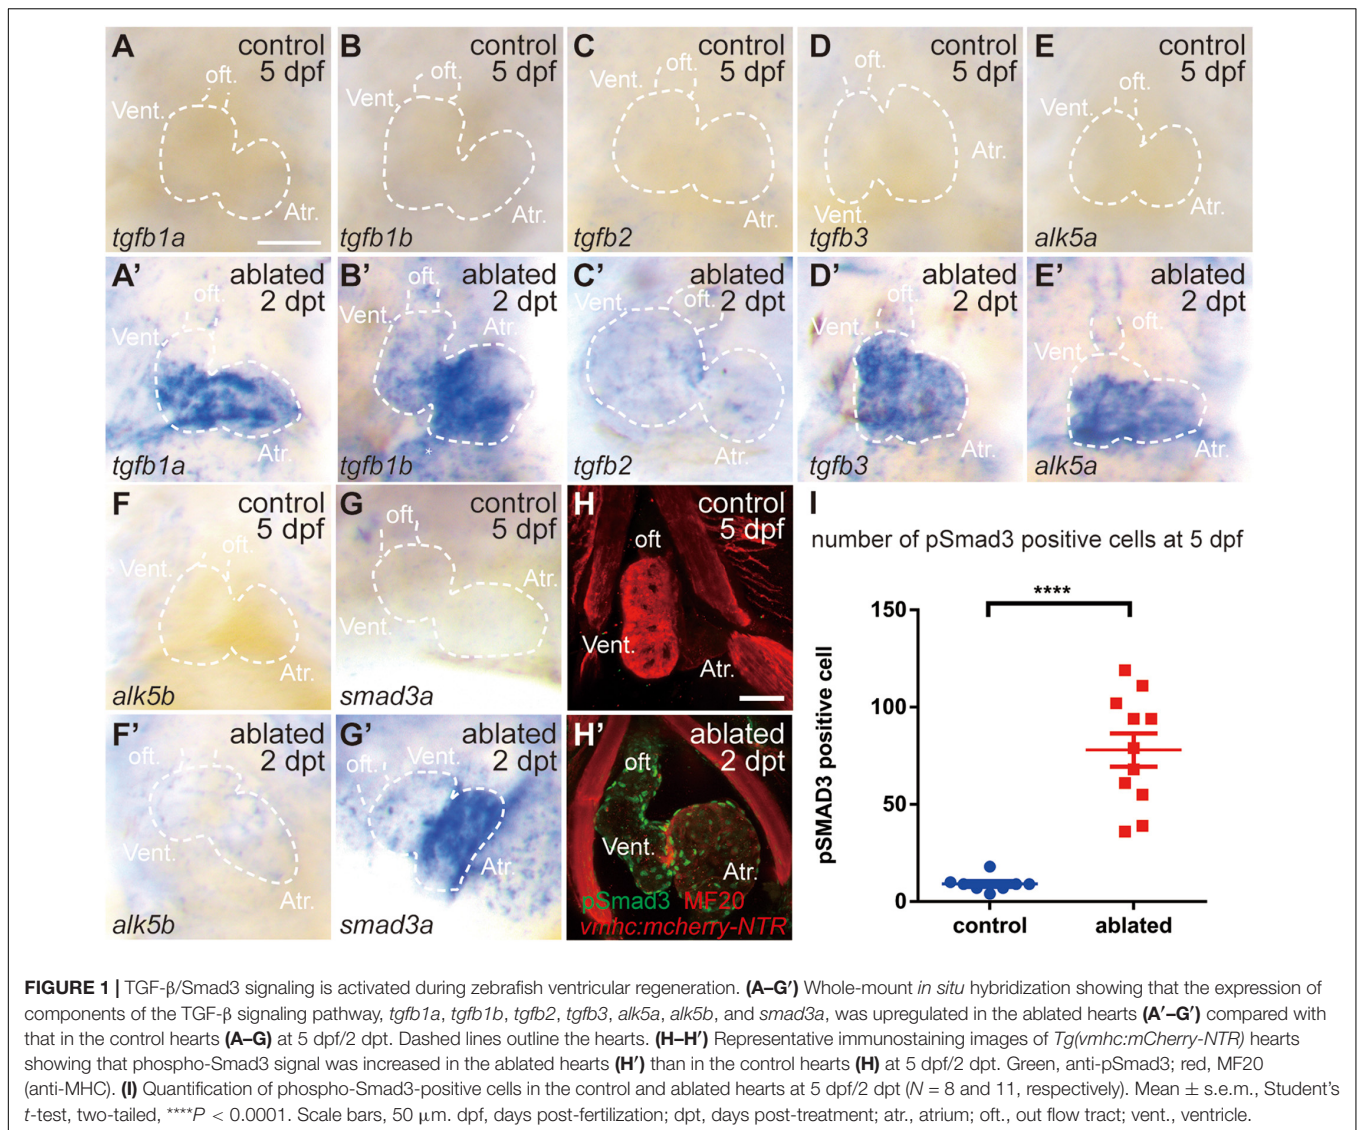 A control
5 dpf
oft.
Vent.
Atr.
tgfb1a
B control
5 dpf
oft.
Vent.
Atr.
tgfb1b
C control
5 dpf
oft.
Vent.
Atr.
tgfb2
D control
5 dpf
oft.
Atr.
Vent.
tgfb3
E control
5 dpf
oft.
Vent.
Atr.
alk5a
A' ablated
2 dpt
oft.
Vent.
Atr.
tgfb1a
B' ablated
2 dpt
oft.
Vent.
Atr.
*
tgfb1b
C' ablated
2 dpt
oft.
Vent.
Atr.
tgfb2
D' ablated
2 dpt
oft.
Vent.
Atr.
tgfb3
E' ablated
2 dpt
oft.
Vent.
Atr.
alk5a
F control
5 dpf
oft.
Vent.
Atr.
alk5b
G control
5 dpf
oft.
Atr.
Vent.
smad3a
H control
5 dpf
oft
Vent.
Atr.
F' ablated
2 dpt
oft.
Vent.
Atr.
alk5b
G' ablated
2 dpt
Vent.
oft.
Atr.
smad3a
H' ablated
2 dpt
oft
Vent.
Atr.
pSmad3 MF20
vmhc:mcherry-NTR
I
number of pSmad3 positive cells at 5 dpf
****
150
100
50
0
pSMAD3 positive cell
control ablated
FIGURE 1 | TGF-β/Smad3 signaling is activated during zebrafish ventricular regeneration. (A–G′) Whole-mount in situ hybridization showing that the expression of
components of the TGF-β signaling pathway, tgfb1a, tgfb1b, tgfb2, tgfb3, alk5a, alk5b, and smad3a, was upregulated in the ablated hearts (A′–G′) compared with
that in the control hearts (A–G) at 5 dpf/2 dpt. Dashed lines outline the hearts. (H–H′) Representative immunostaining images of Tg(vmhc:mCherry-NTR) hearts
showing that phospho-Smad3 signal was increased in the ablated hearts (H′) than in the control hearts (H) at 5 dpf/2 dpt. Green, anti-pSmad3; red, MF20
(anti-MHC). (I) Quantification of phospho-Smad3-positive cells in the control and ablated hearts at 5 dpf/2 dpt (N = 8 and 11, respectively). Mean ± s.e.m., Student's
t-test, two-tailed, ****P < 0.0001. Scale bars, 50 μm. dpf, days post-fertilization; dpt, days post-treatment; atr., atrium; oft., out flow tract; vent., ventricle.